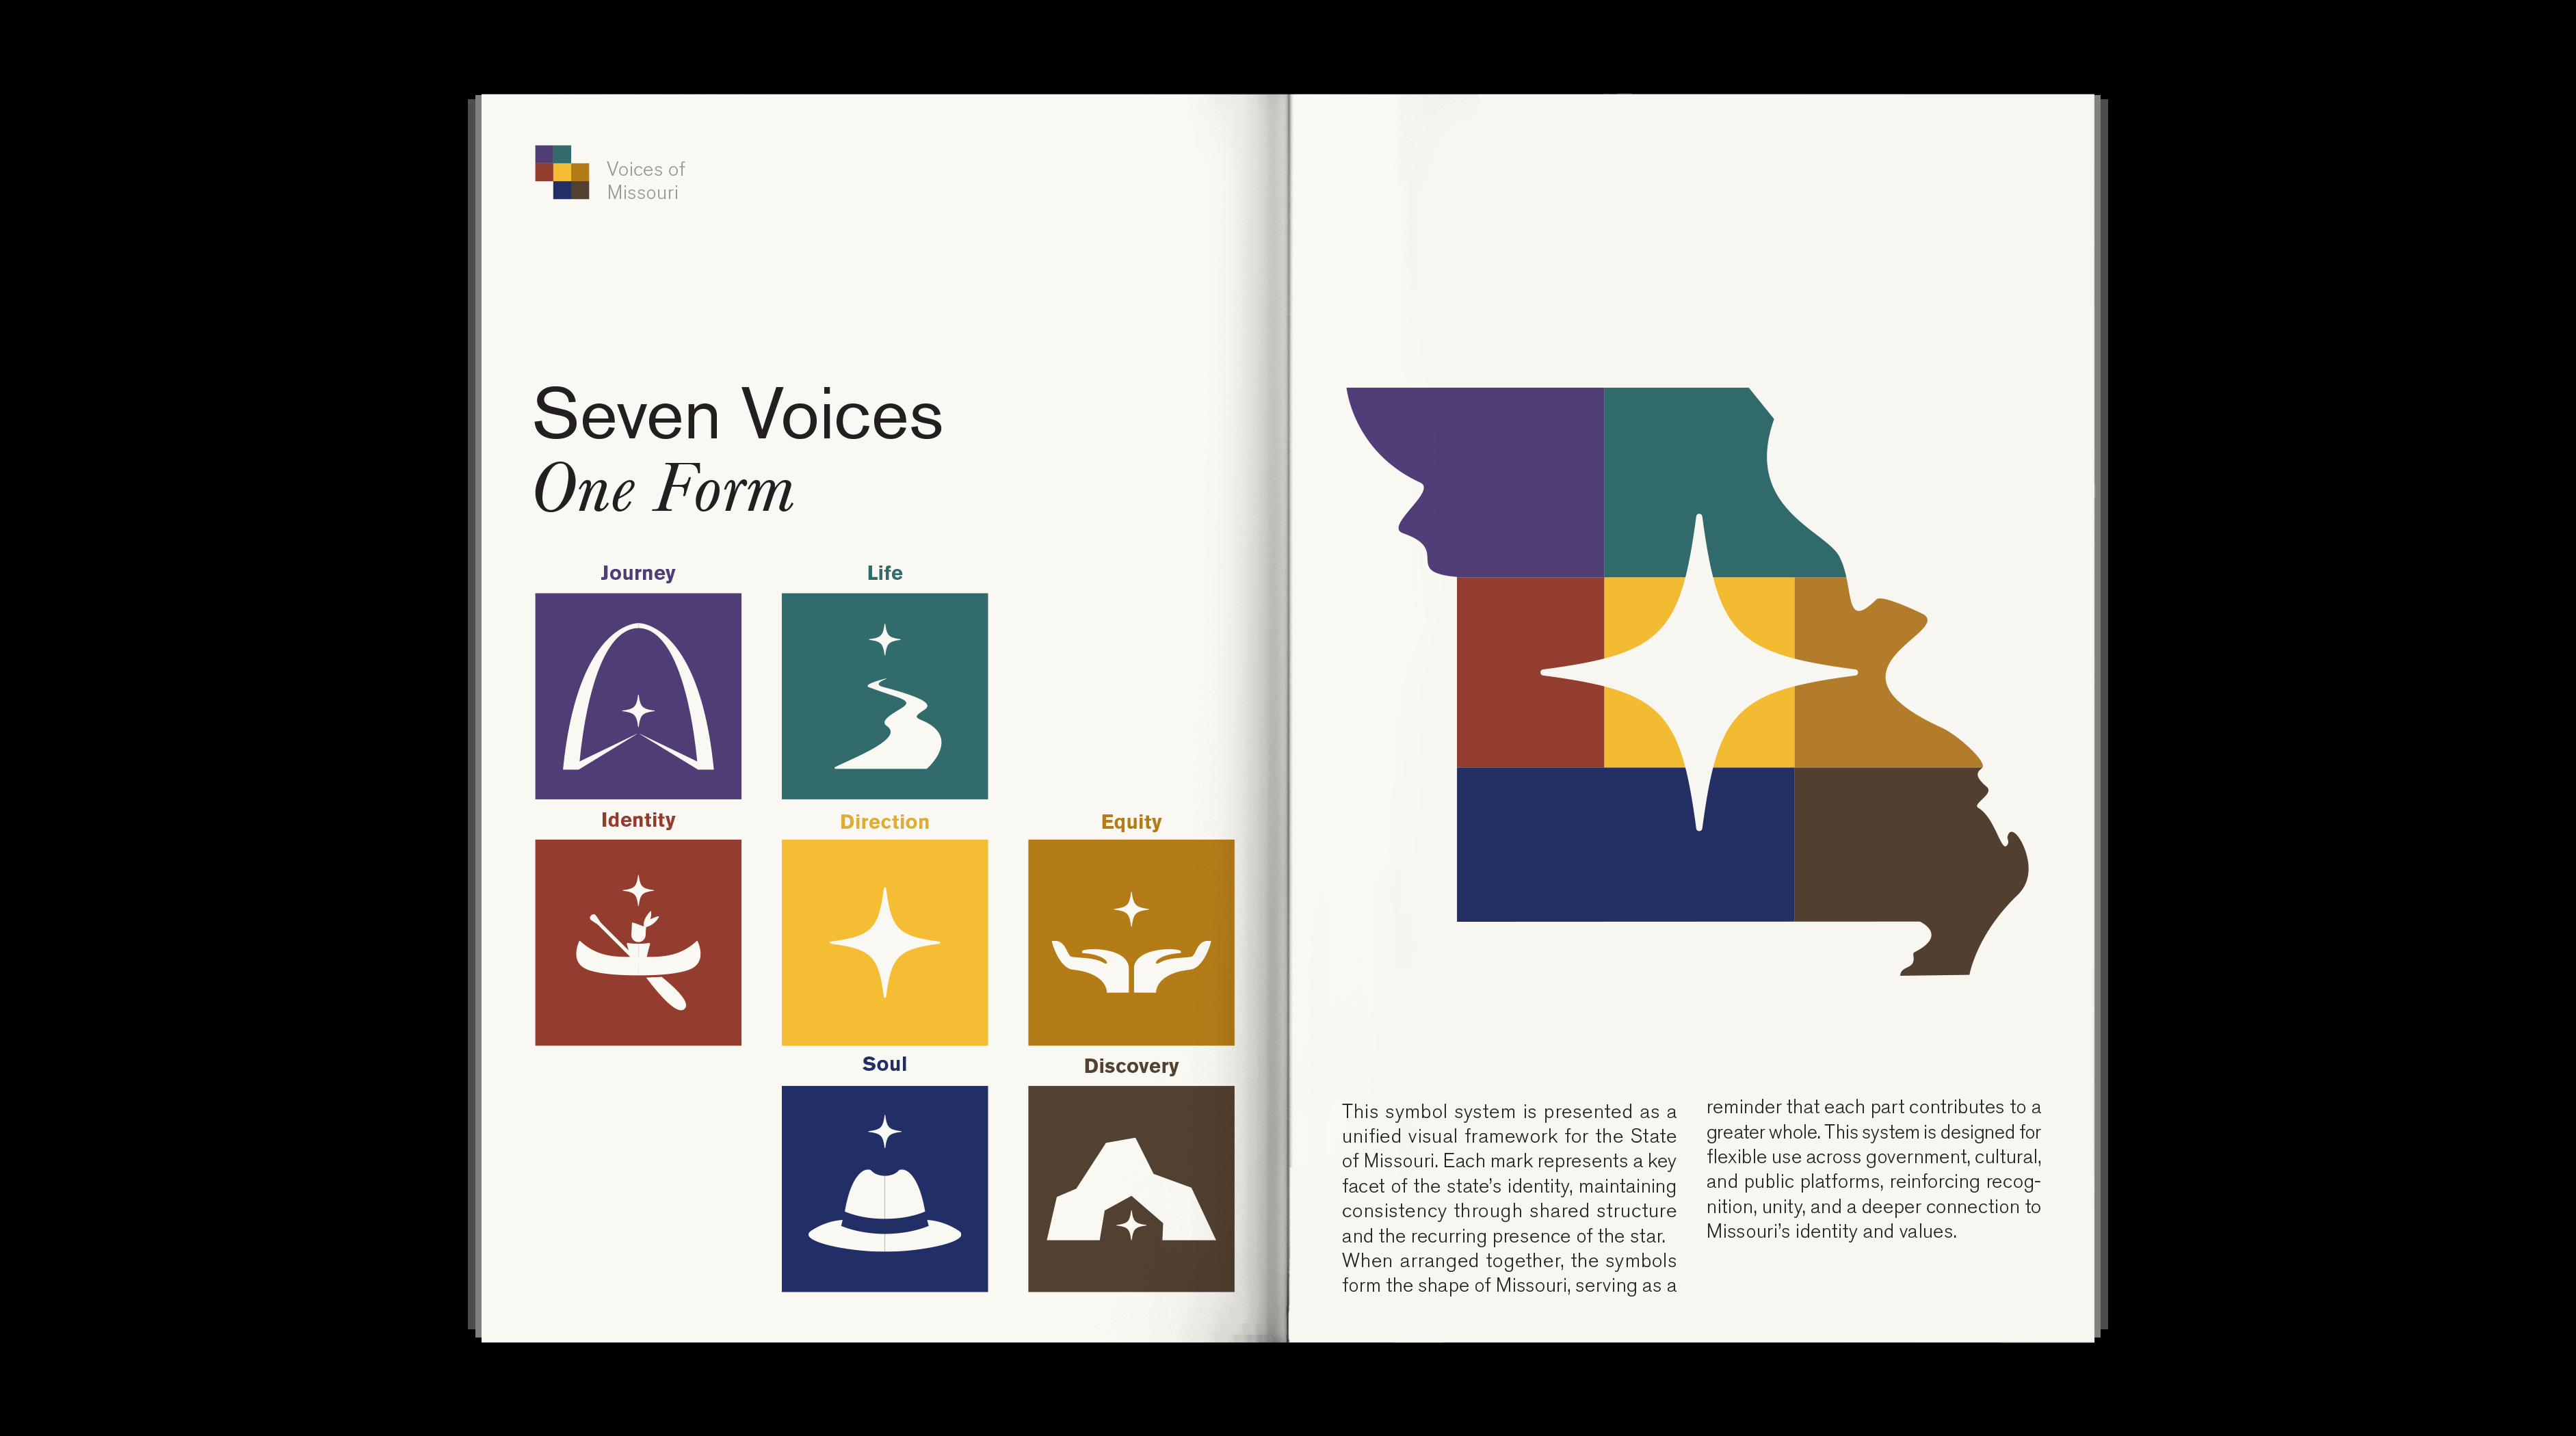 Voices of
Missouri
Seven Voices
One Form
Journey
Life
Identity
Direction
Equity
Soul
Discovery
This symbol system is presented as a
unified visual framework for the State
of Missouri. Each mark represents a key
facet of the state’s identity, maintaining
consistency through shared structure
and the recurring presence of the star.
When arranged together, the symbols
form the shape of Missouri, serving as a
reminder that each part contributes to a
greater whole. This system is designed for
flexible use across government, cultural,
and public platforms, reinforcing recog-
nition, unity, and a deeper connection to
Missouri’s identity and values.